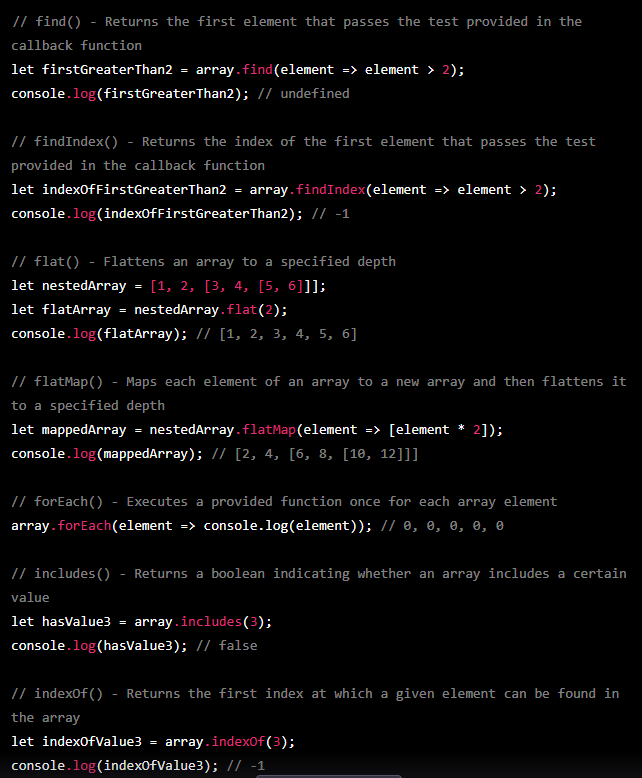 // find() - Returns the first element that passes the test provided in the
callback function
let firstGreaterThan2 = array.find(element => element > 2);
console.log(firstGreaterThan2); // undefined
// findIndex() - Returns the index of the first element that passes the test
provided in the callback function
let indexOfFirstGreaterThan2 = array.findIndex(element => element > 2);
console.log(indexOfFirstGreaterThan2); // -1
// flat() - Flattens an array to a specified depth
let nestedArray = [1, 2, [3, 4, [5, 6]]];
let flatArray = nestedArray.flat(2);
console.log(flatArray); // [1, 2, 3, 4, 5, 6]
// flatMap() - Maps each element of an array to a new array and then flattens it
to a specified depth
let mappedArray = nestedArray.flatMap(element => [element * 2]);
console.log(mappedArray); // [2, 4, [6, 8, [10, 12]]]
// forEach() - Executes a provided function once for each array element
array.forEach(element => console.log(element)); // 0, 0, 0, 0, 0
// includes() - Returns a boolean indicating whether an array includes a certain
value
let hasValue3 = array.includes(3);
console.log(hasValue3); // false
// indexOf() - Returns the first index at which a given element can be found in
the array
let indexOfValue3 = array.indexOf(3);
console.log(indexOfValue3); // -1